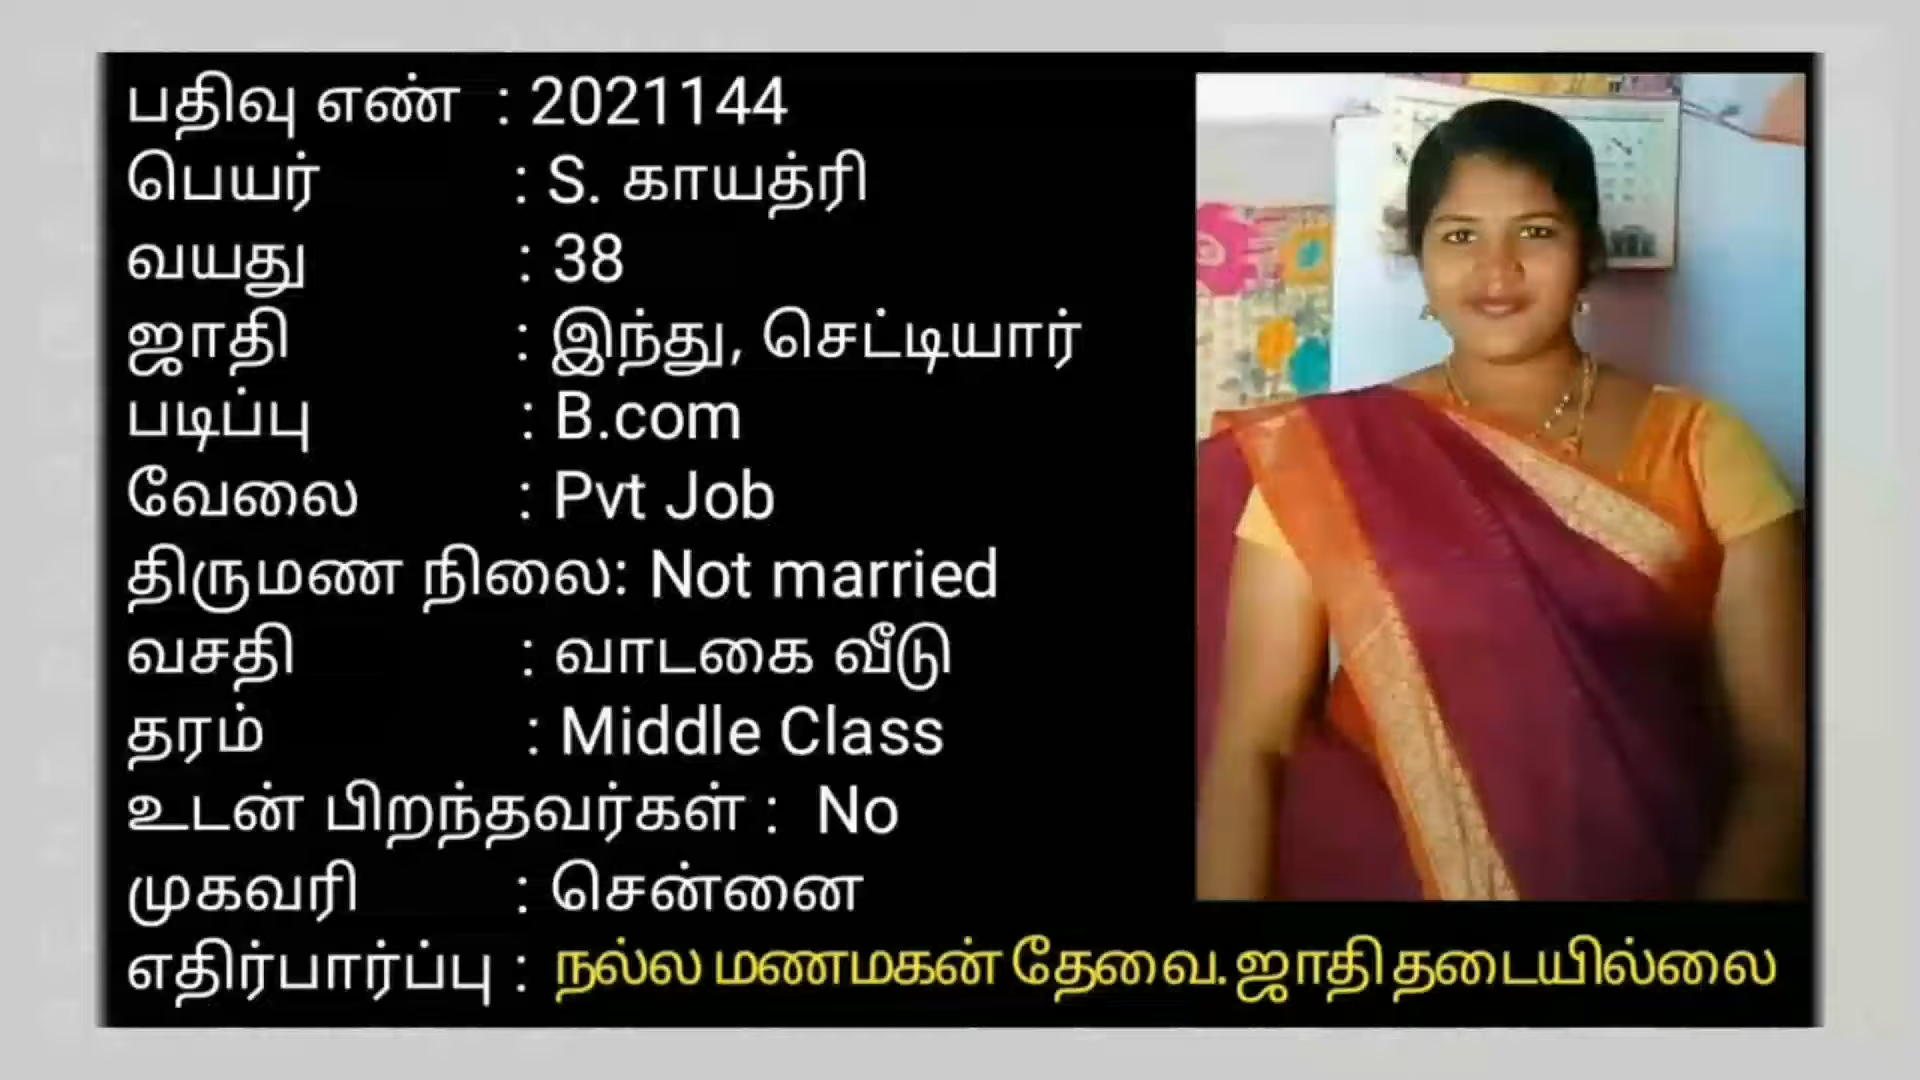 பதிவு எண் : 2021144
பெயர் : S. காயத்ரி
வயது : 38
ஜாதி : இந்து, செட்டியார்
படிப்பு : B.com
வேலை : Pvt Job
திருமண நிலை: Not married
வசதி : வாடகை வீடு
தரம் : Middle Class
உடன் பிறந்தவர்கள் : No
முகவரி : சென்னை
எதிர்பார்ப்பு : நல்ல மணமகன் தேவை. ஜாதி தடையில்லை